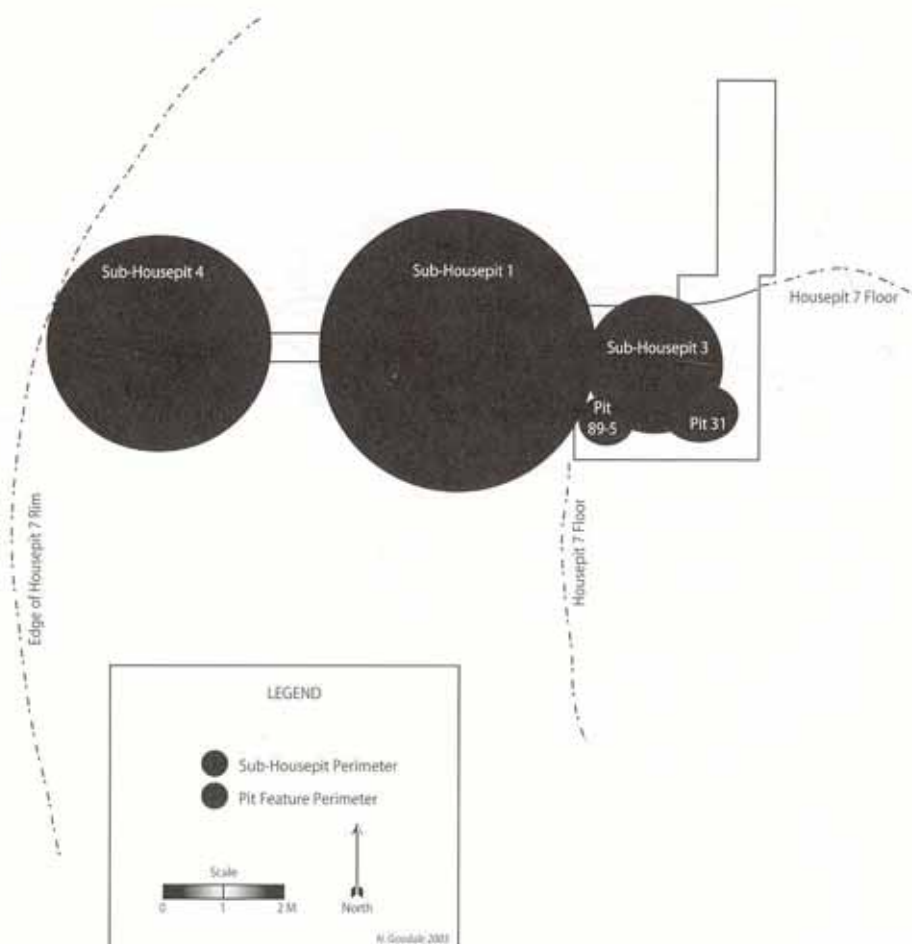 Sub-Housepit 4
Sub-Housepit 1
Housepit 7 Floor
Sub-Housepit 3
Pit
89-5
Pit 31
Edge of Housepit 7 Rim
Housepit 7 Floor
LEGEND
Sub-Housepit Perimeter
Pit Feature Perimeter
Scale
0 1 2 M
North
N. Goodale 2003